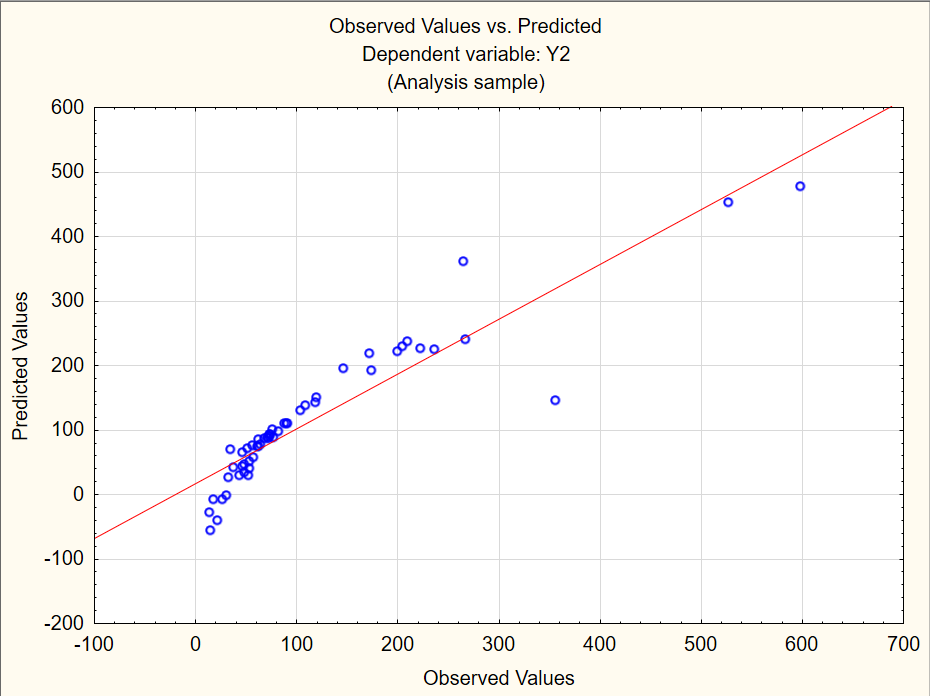 Observed Values vs. Predicted
Dependent variable: Y2
(Analysis sample)
600
500
400
300
200
100
0
-100
-200
Predicted Values
-100 0 100 200 300 400 500 600 700
Observed Values